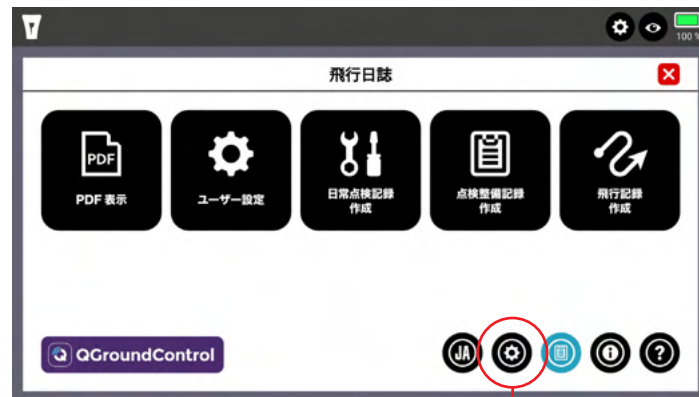 100 %
飛行日誌
PDF
PDF 表示
ユーザー設定
日常点検記録
作成
点検整備記録
作成
飛行記録
作成
QGroundControl
JA